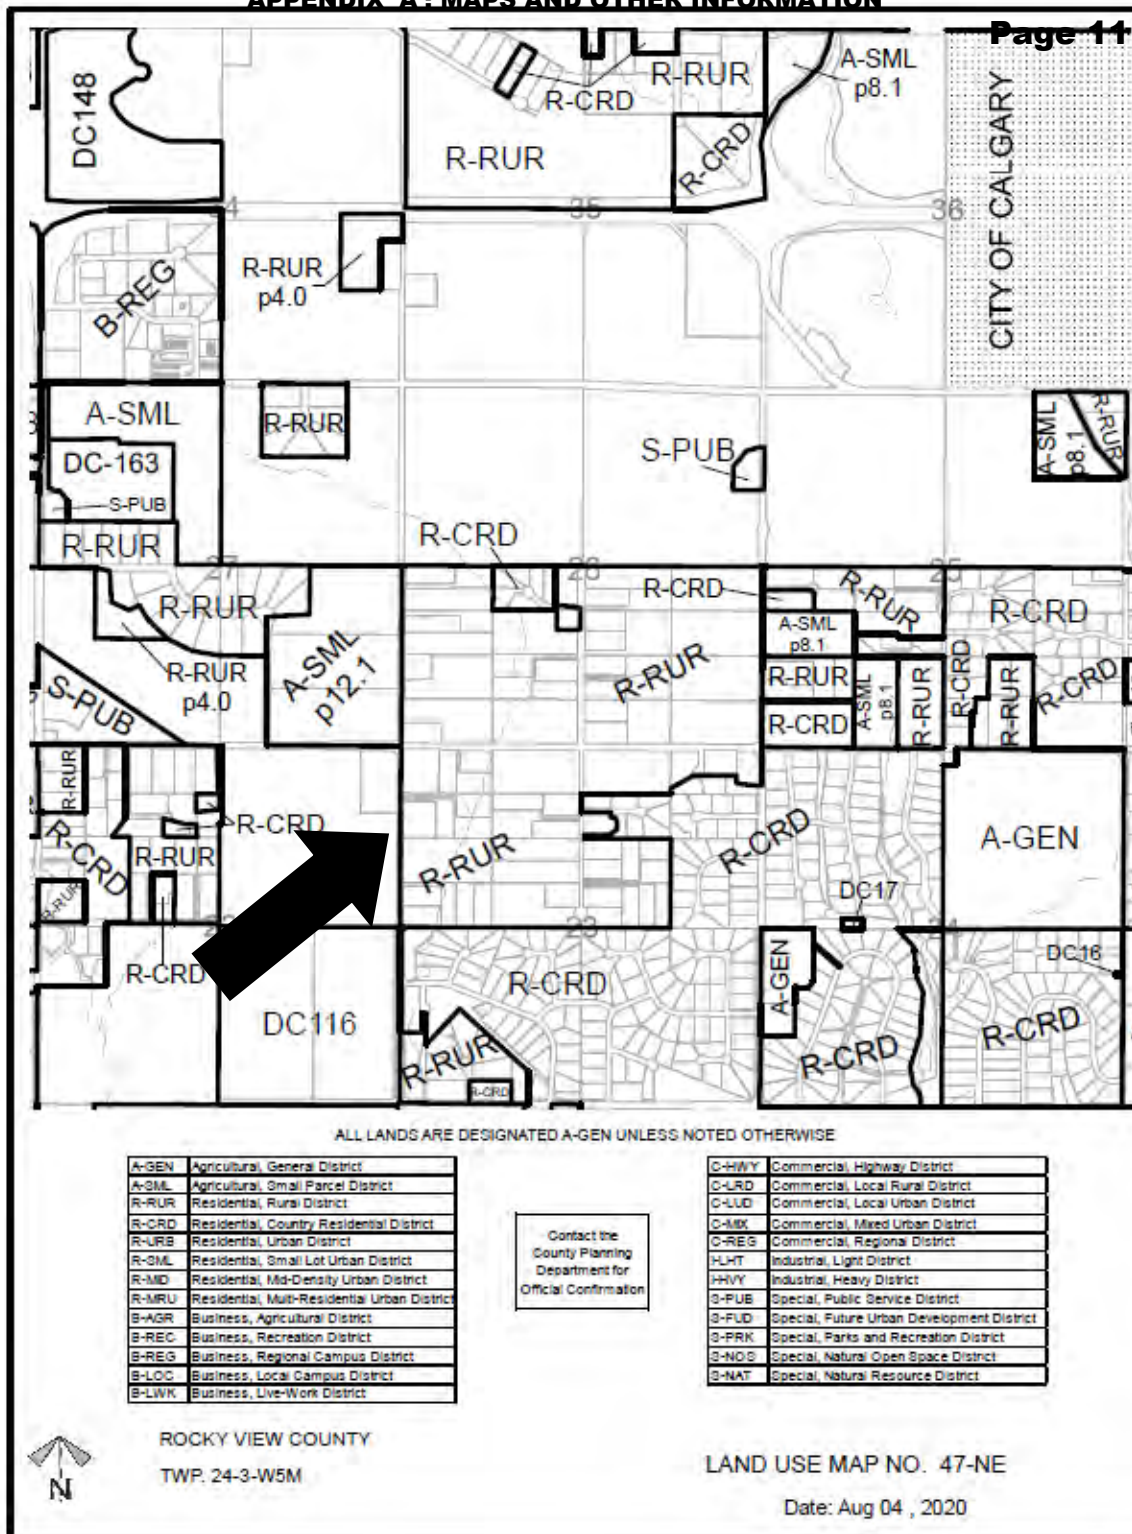 APPENDIX 'A': MAPS AND OTHER INFORMATION
Page 11
DC148
R-RUR
R-CRD
A-SML
p8.1
R-RUR
R-CRD
CITY OF CALGARY
34
35
36
B-REG
R-RUR
p4.0
A-SML
R-RUR
DC-163
S-PUB
S-PUB
A-SML
p8.1
R-RUR
R-RUR
R-CRD
27
26
25
R-RUR
R-CRD
R-RUR
R-CRD
A-SML
p8.1
R-RUR
p4.0
A-SML
p12.1
R-RUR
R-RUR
A-SML
p8.1
R-RUR
R-CRD
R-RUR
R-CRD
S-PUB
R-CRD
R-RUR
R-CRD
R-CRD
R-RUR
R-RUR
R-RUR
R-CRD
A-GEN
DC17
23
24
R-CRD
R-CRD
A-GEN
DC16
DC116
R-RUR
R-CRD
R-CRD
R-CRD
ALL LANDS ARE DESIGNATED A-GEN UNLESS NOTED OTHERWISE
A-GEN Agricultural, General District
A-SML Agricultural, Small Parcel District
R-RUR Residential, Rural District
R-CRD Residential, Country Residential District
R-URB Residential, Urban District
R-SML Residential, Small Lot Urban District
R-MID Residential, Mid-Density Urban District
R-MRU Residential, Multi-Residential Urban District
B-AGR Business, Agricultural District
B-REC Business, Recreation District
B-REG Business, Regional Campus District
B-LOC Business, Local Campus District
B-LWK Business, Live-Work District
Contact the
County Planning
Department for
Official Confirmation
C-HWY Commercial, Highway District
C-LRD Commercial, Local Rural District
C-LUD Commercial, Local Urban District
C-MIX Commercial, Mixed Urban District
C-REG Commercial, Regional District
I-LHT Industrial, Light District
I-HVY Industrial, Heavy District
S-PUB Special, Public Service District
S-FUD Special, Future Urban Development District
S-PRK Special, Parks and Recreation District
S-NOS Special, Natural Open Space District
S-NAT Special, Natural Resource District
N
ROCKY VIEW COUNTY
TWP. 24-3-W5M
LAND USE MAP NO. 47-NE
Date: Aug 04 , 2020